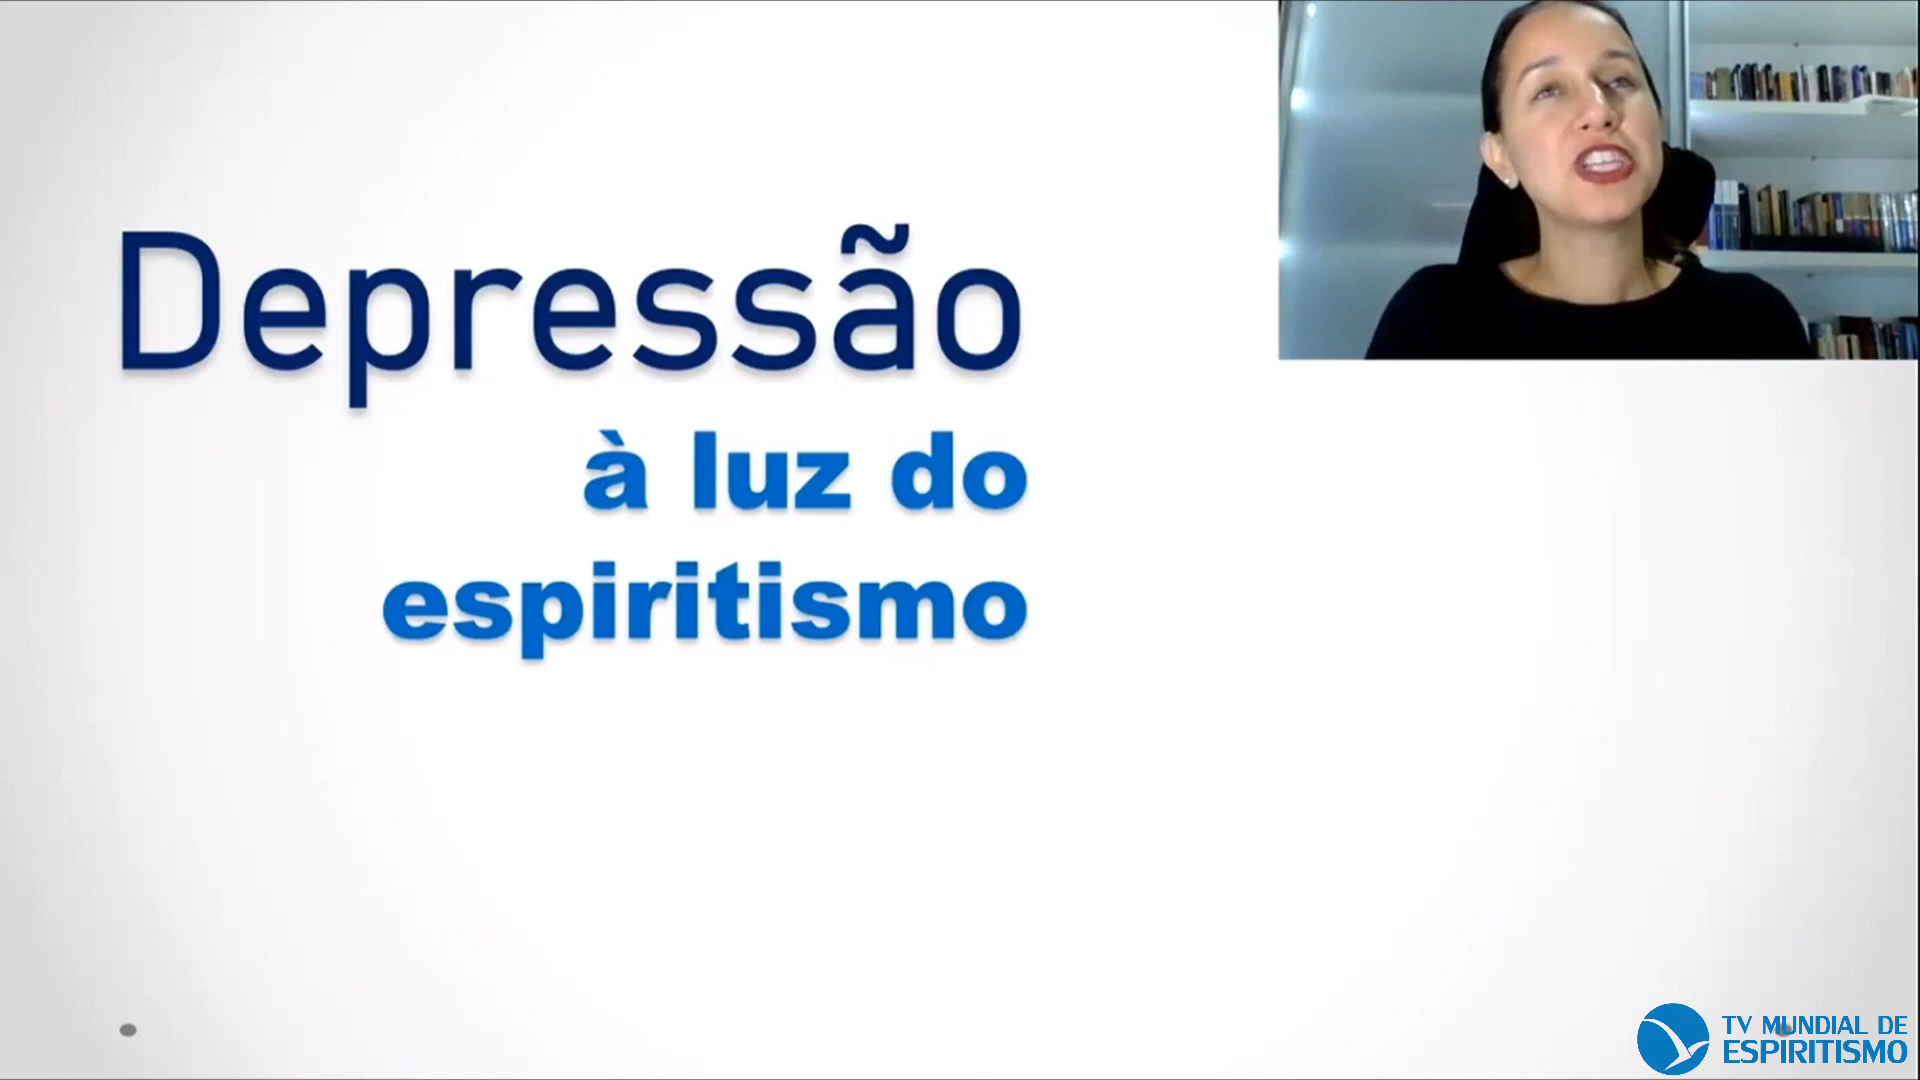 Depressão
à luz do
espiritismo
TV MUNDIAL DE
ESPIRITISMO